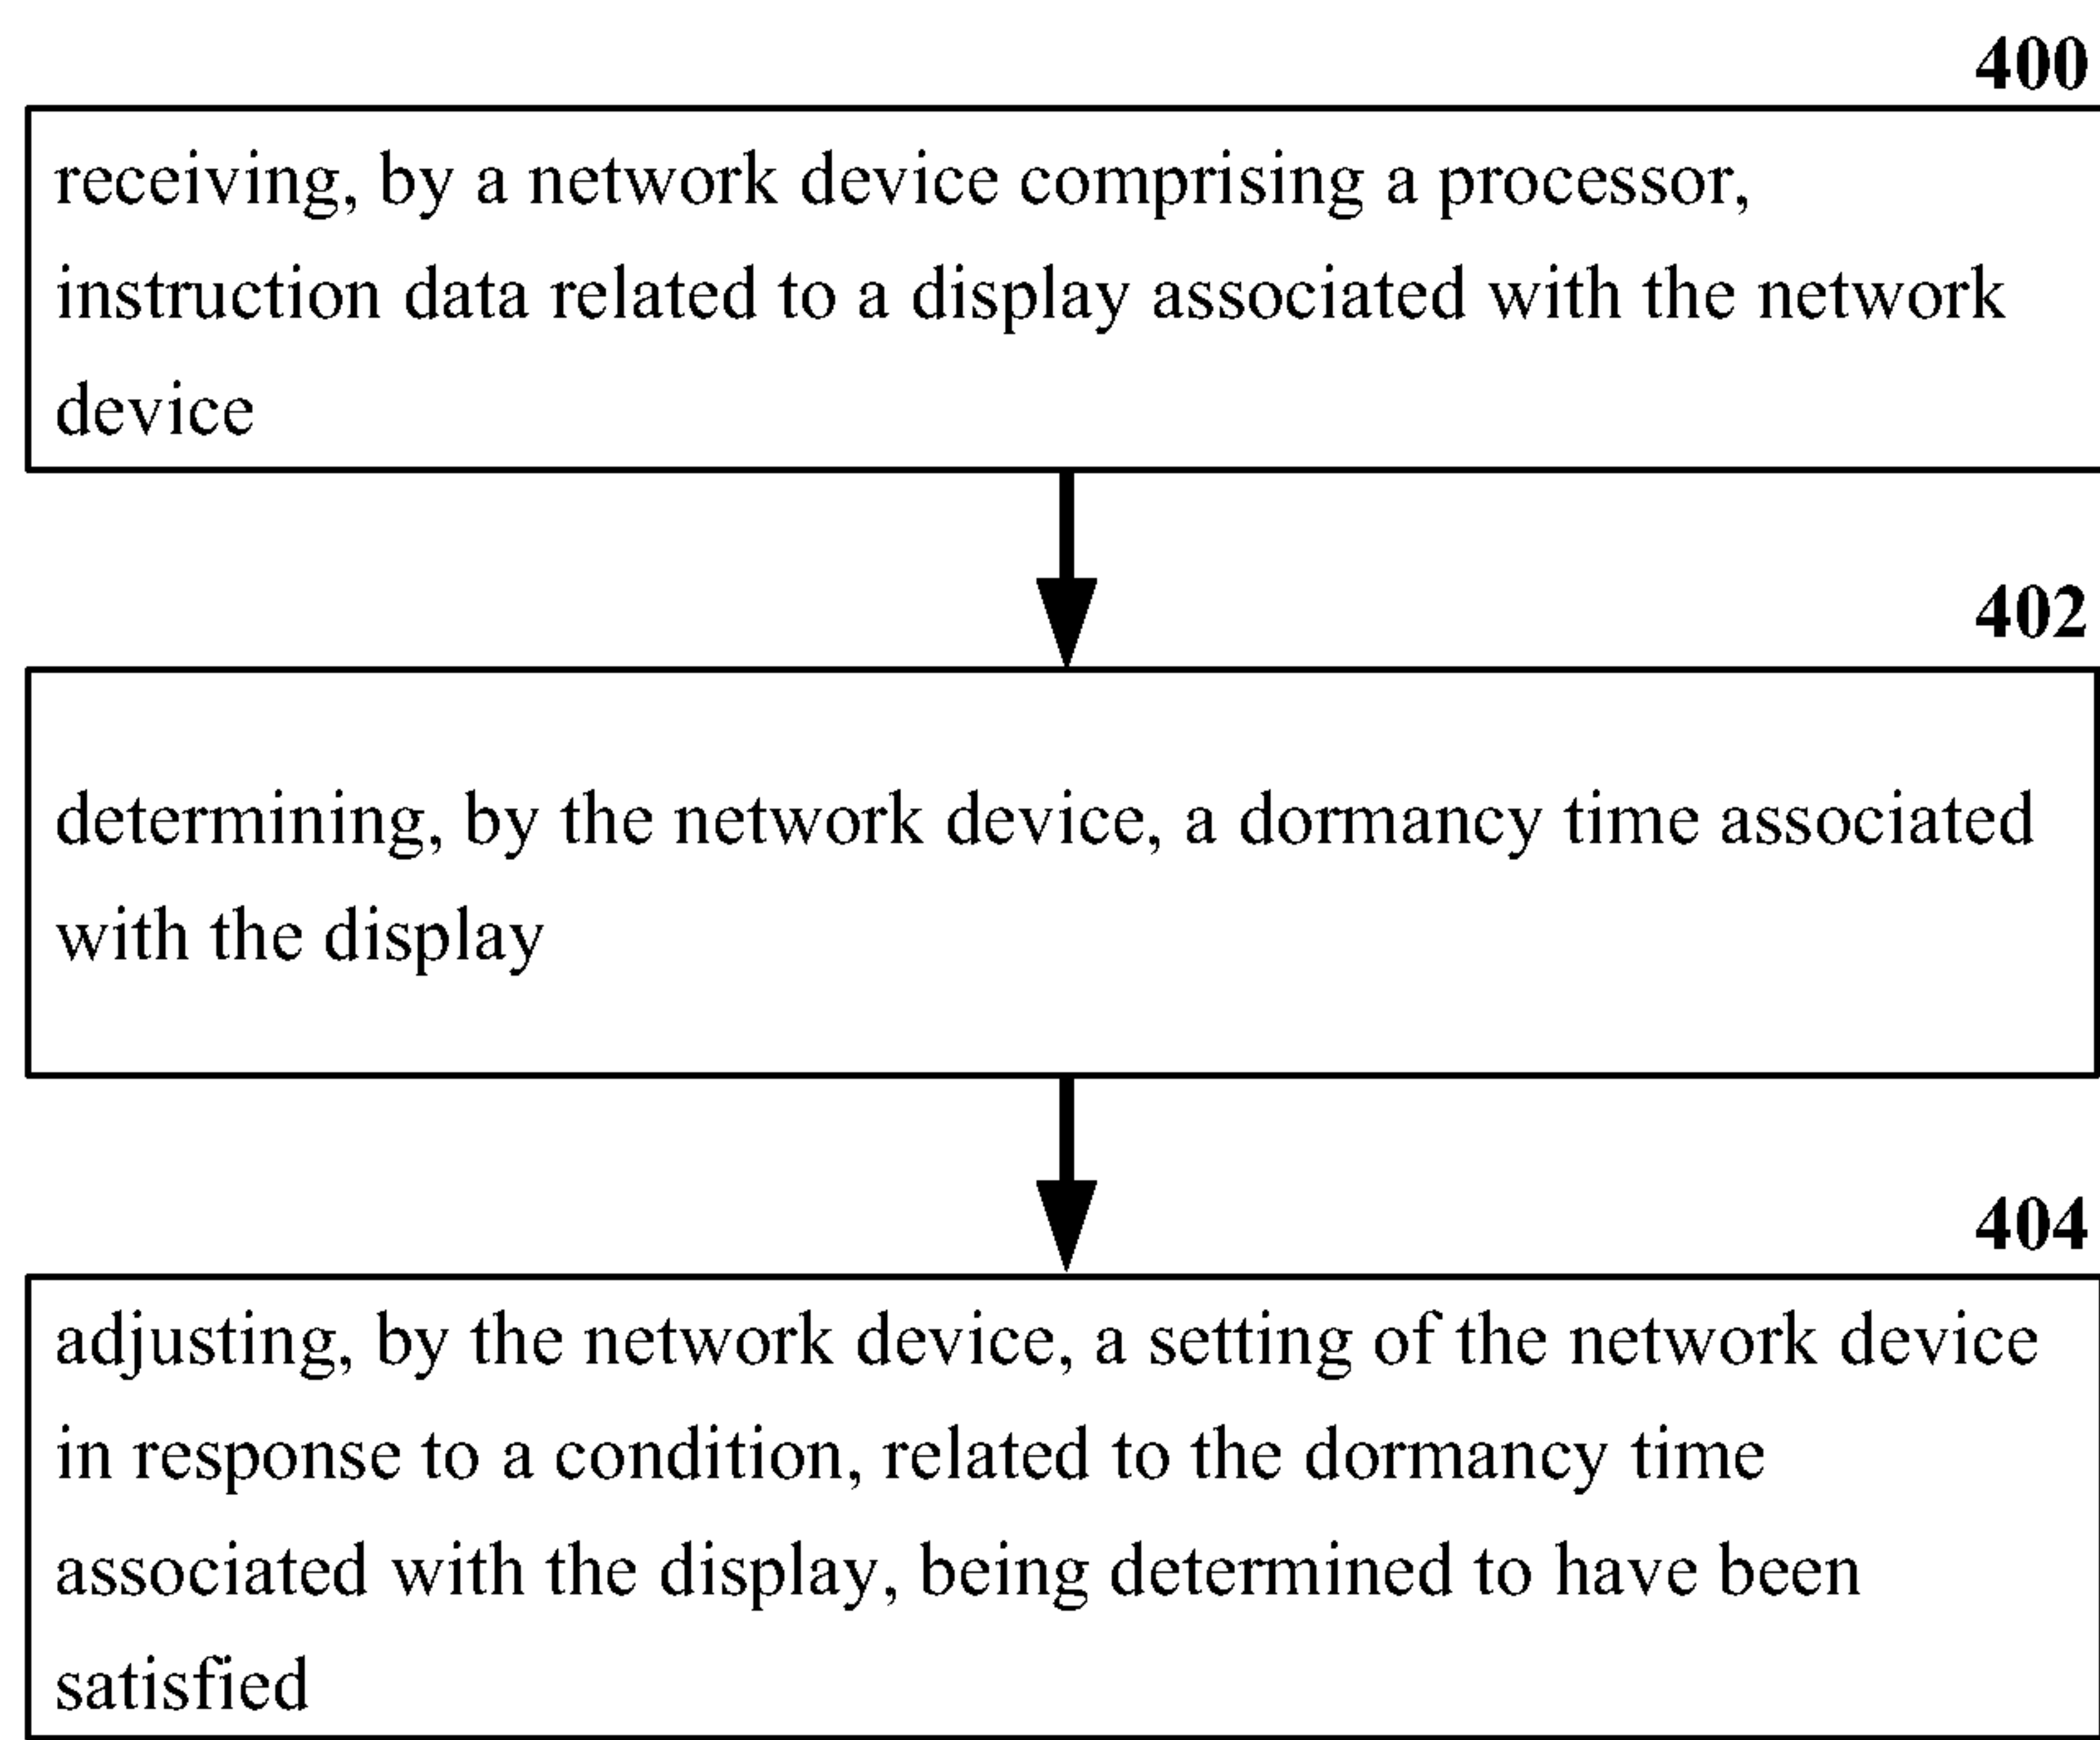 400
receiving, by a network device comprising a processor,
instruction data related to a display associated with the network
device
402
determining, by the network device, a dormancy time associated
with the display
404
adjusting, by the network device, a setting of the network device
in response to a condition, related to the dormancy time
associated with the display, being determined to have been
satisfied